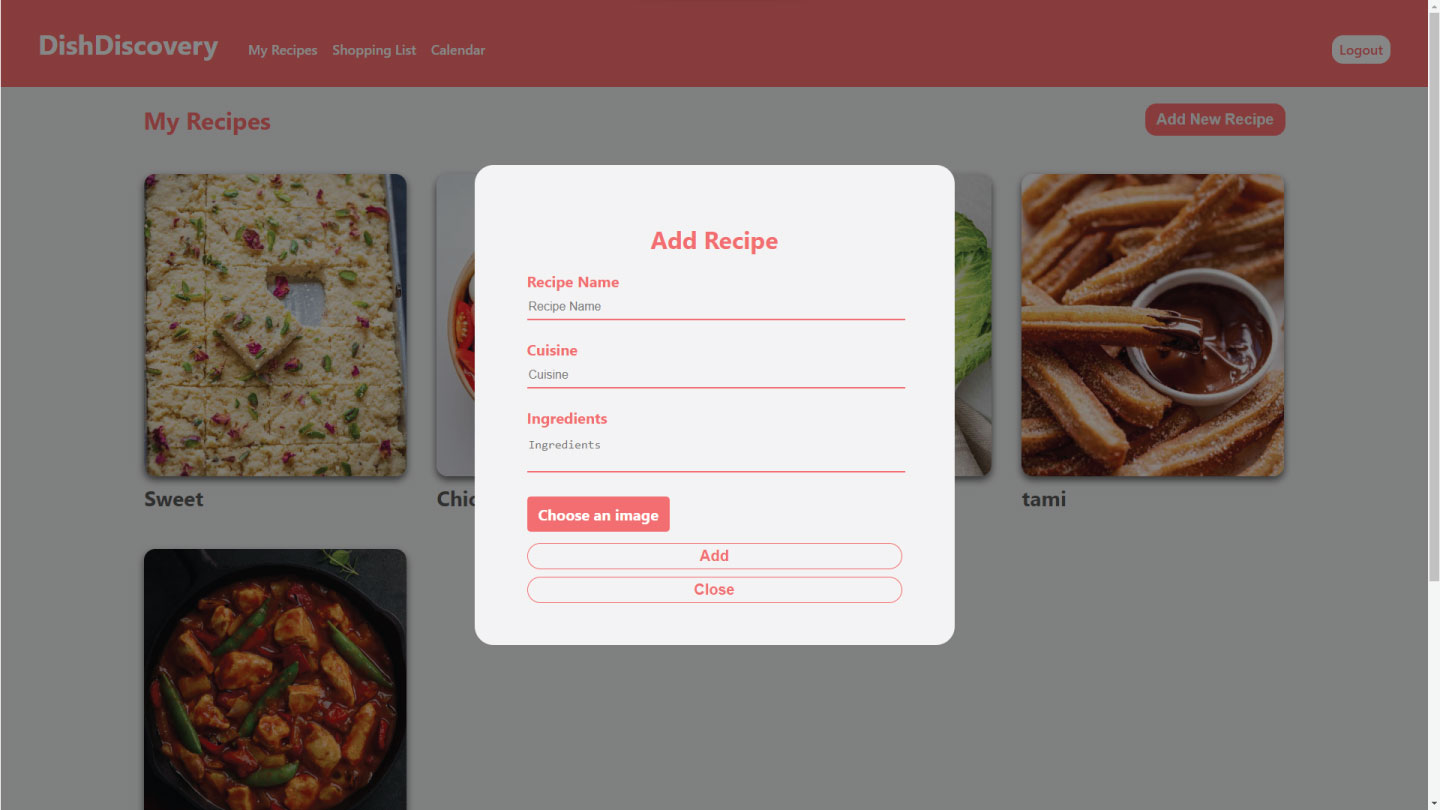 DishDiscovery
My Recipes Shopping List Calendar
Logout
My Recipes
Add New Recipe
Add Recipe
Recipe Name
Recipe Name
Cuisine
Cuisine
Ingredients
Ingredients
Choose an image
Add
Close
Sweet
Chic
tami